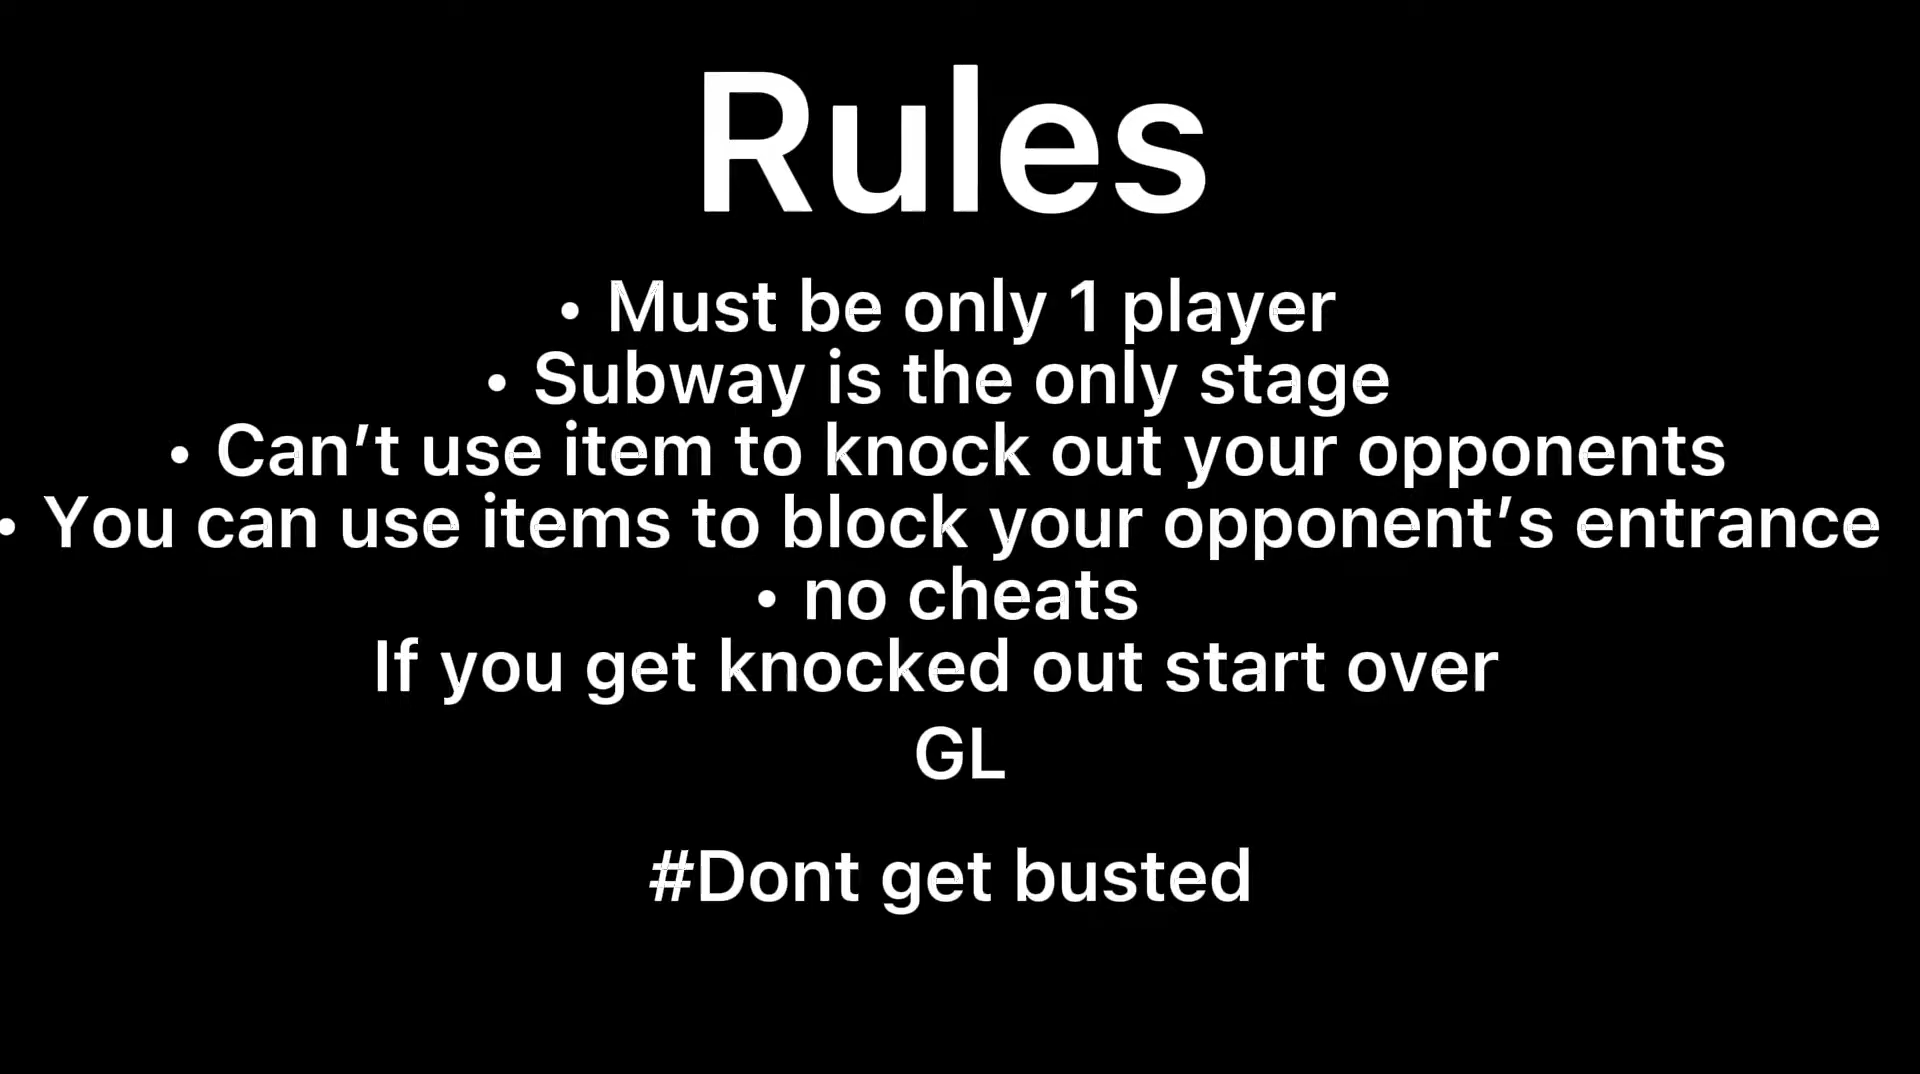 Rules
• Must be only 1 player
• Subway is the only stage
• Can’t use item to knock out your opponents
• You can use items to block your opponent’s entrance
• no cheats
If you get knocked out start over
GL
#Dont get busted